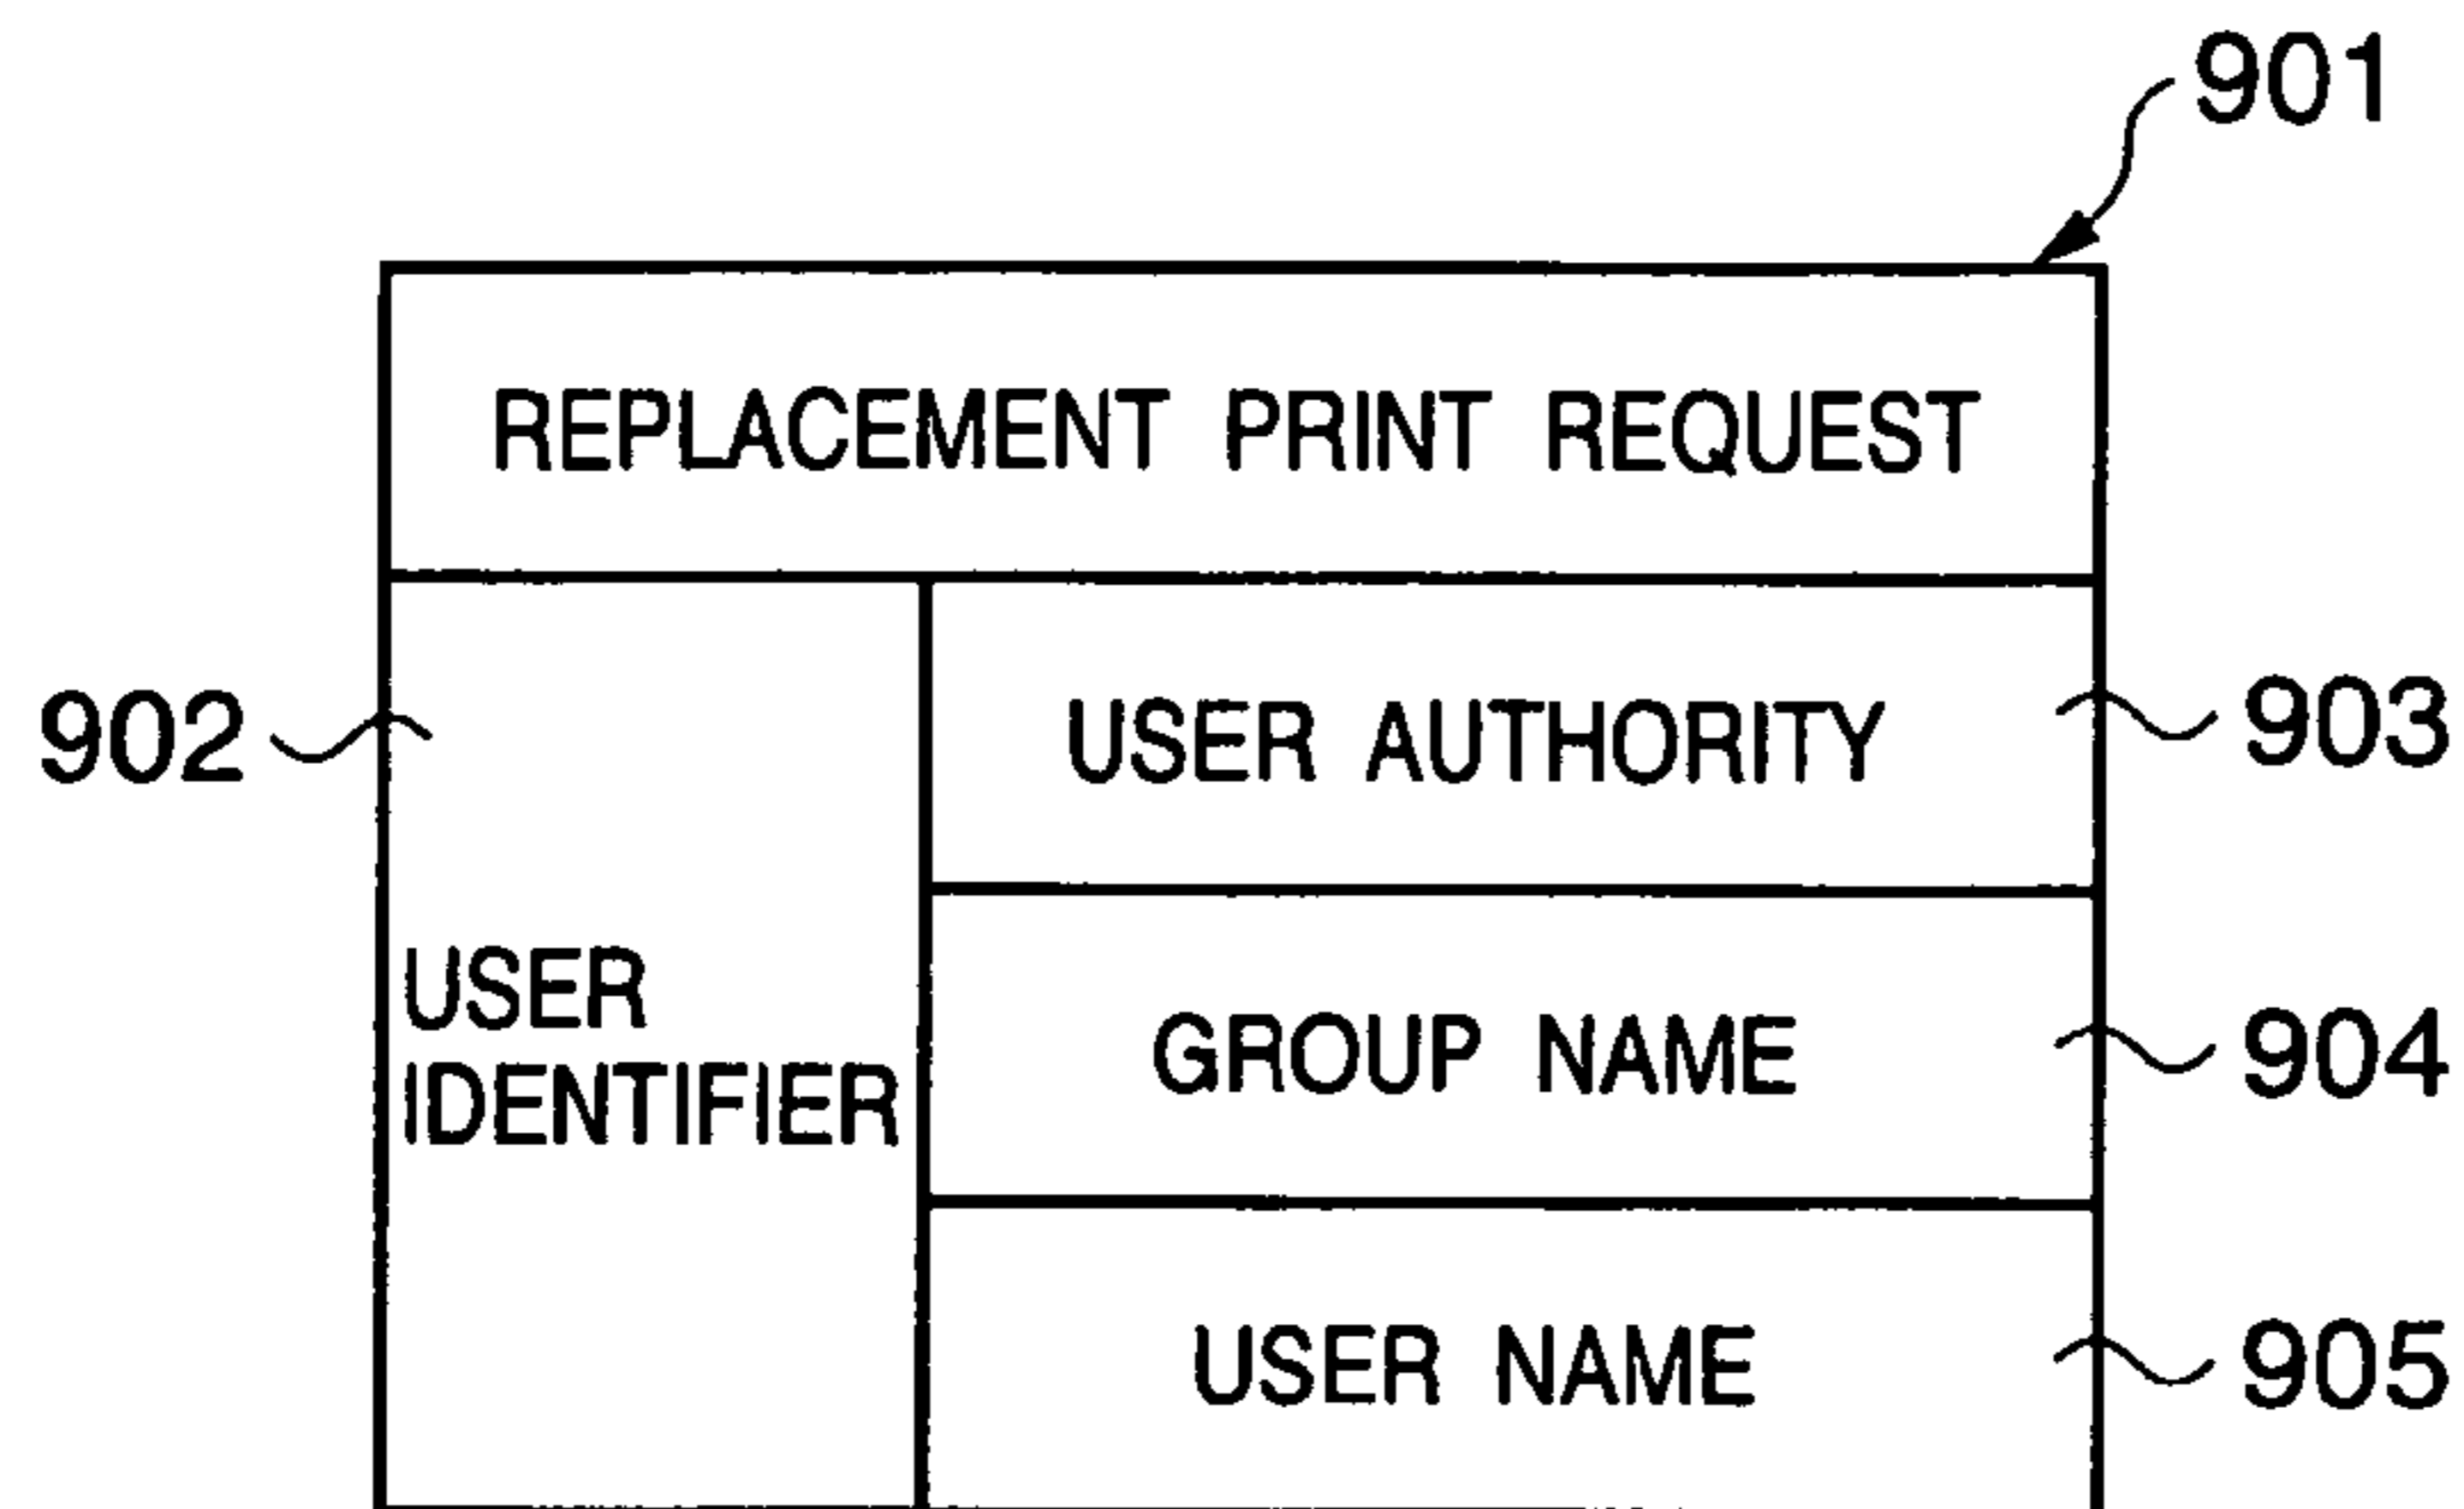 901
REPLACEMENT PRINT REQUEST
902
USER AUTHORITY
903
USER
IDENTIFIER
GROUP NAME
904
USER NAME
905